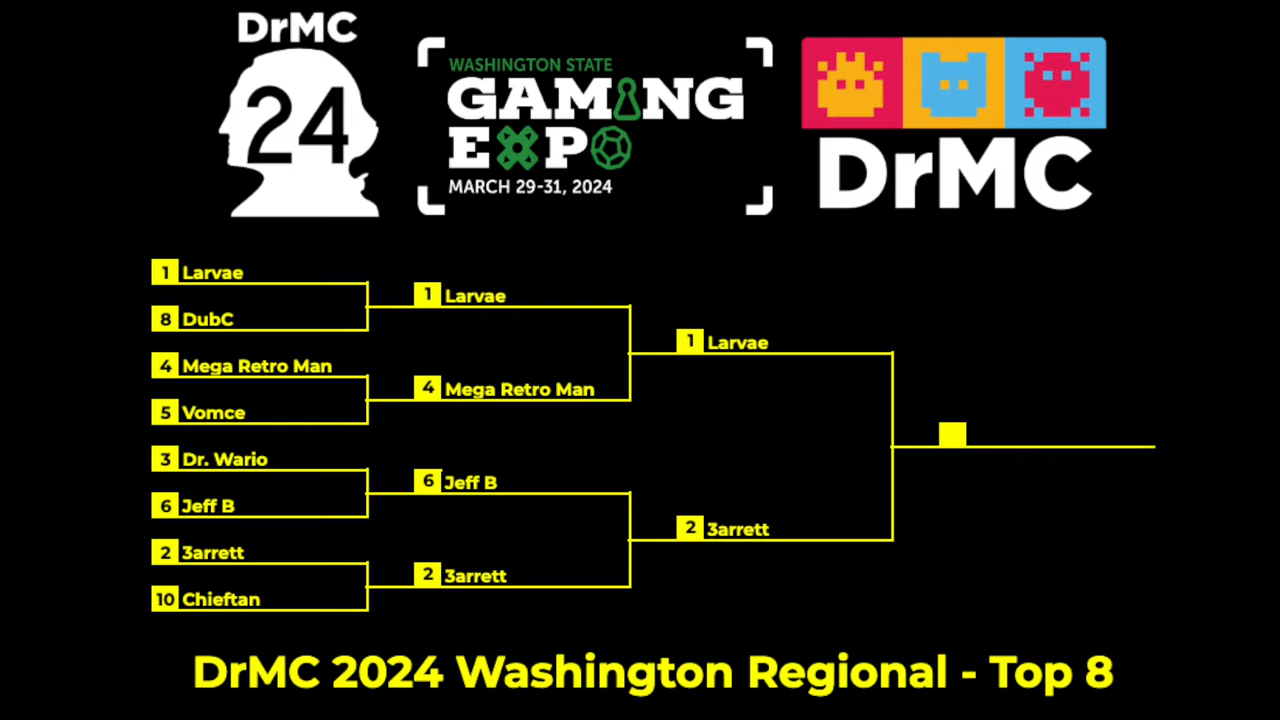 DrMC
24
WASHINGTON STATE
GAMING
EXPO
MARCH 29-31, 2024
DrMC
1 Larvae
8 DubC
4 Mega Retro Man
5 Vomce
3 Dr. Wario
6 Jeff B
2 3arrett
10 Chieftan
1 Larvae
4 Mega Retro Man
6 Jeff B
2 3arrett
1 Larvae
2 3arrett
DrMC 2024 Washington Regional - Top 8